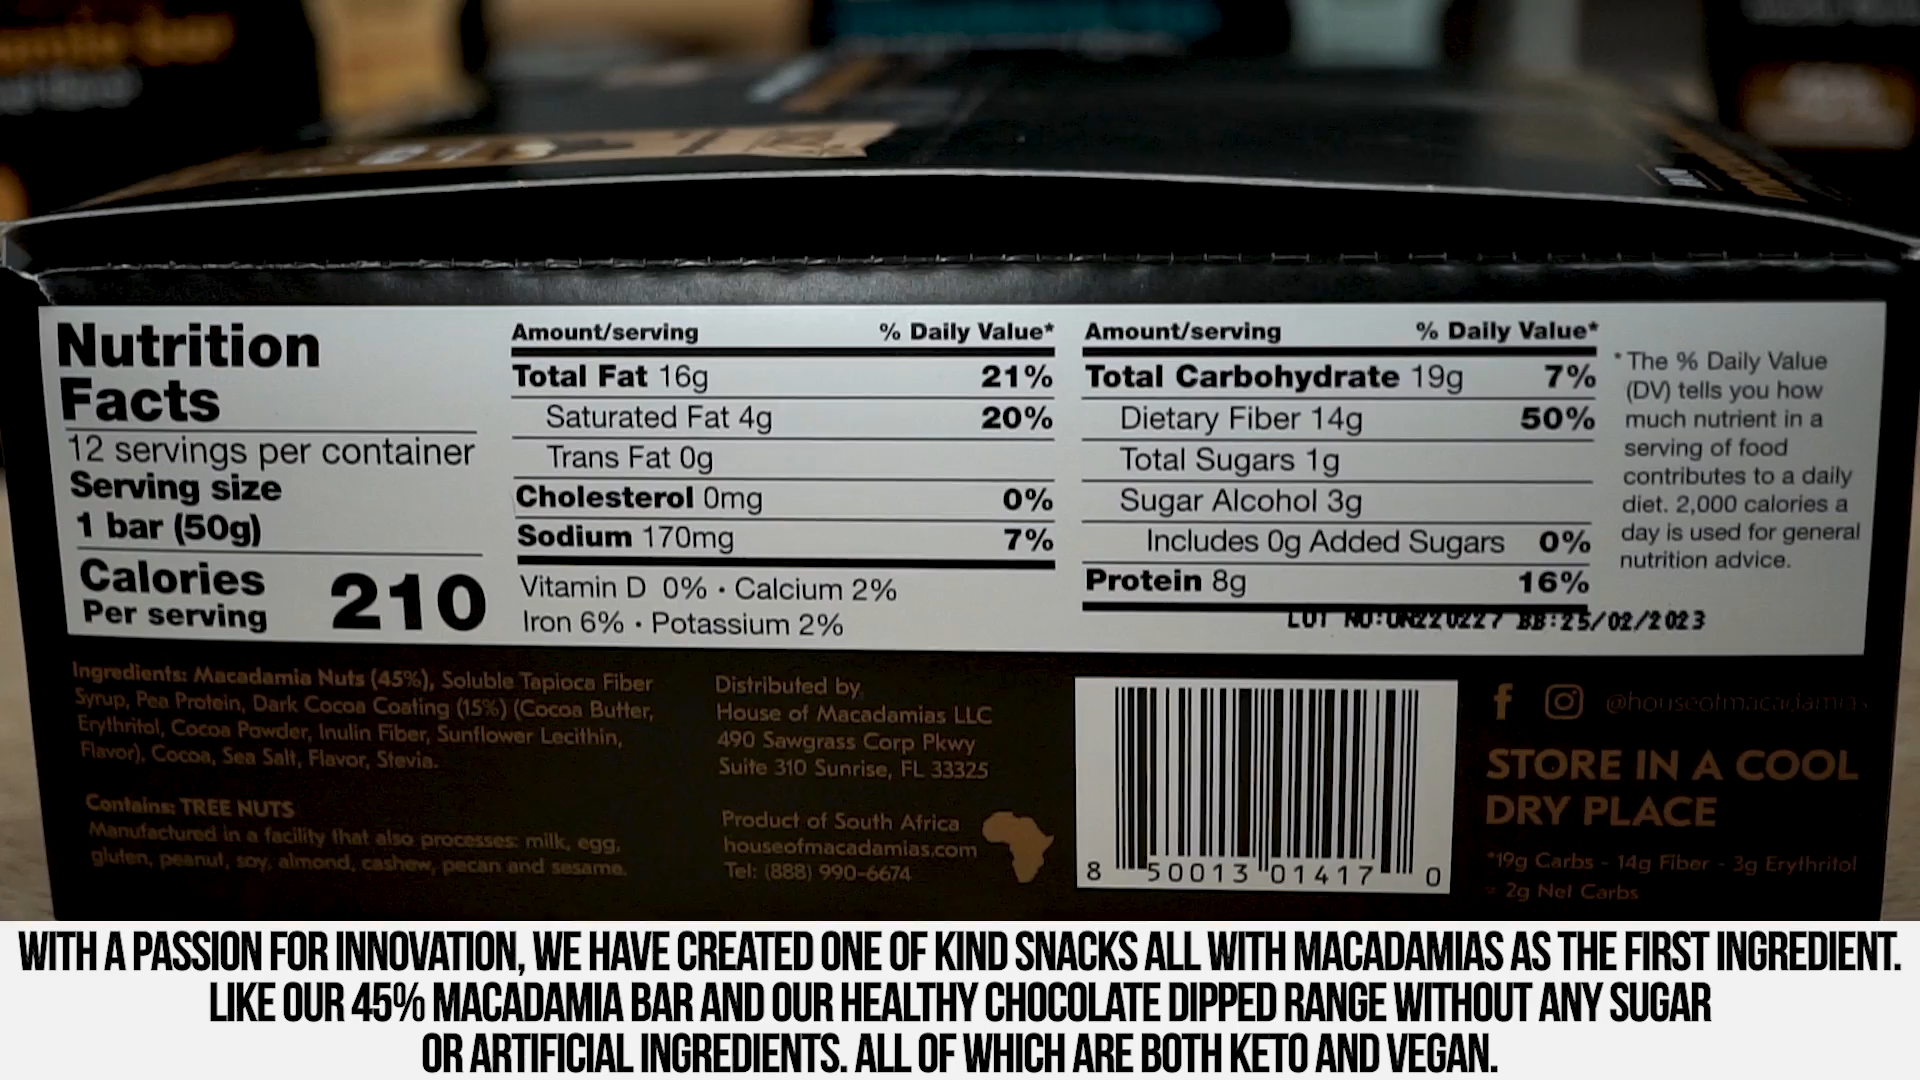 Nutrition
Facts
12 servings per container
Serving size
1 bar (50g)
Calories
Per serving
210
Amount/serving % Daily Value*
Total Fat 16g 21%
Saturated Fat 4g 20%
Trans Fat 0g
Cholesterol 0mg 0%
Sodium 170mg 7%
Vitamin D 0% · Calcium 2%
Iron 6% · Potassium 2%
Amount/serving % Daily Value*
Total Carbohydrate 19g 7%
Dietary Fiber 14g 50%
Total Sugars 1g
Sugar Alcohol 3g
Includes 0g Added Sugars 0%
Protein 8g 16%
* The % Daily Value
(DV) tells you how
much nutrient in a
serving of food
contributes to a daily
diet. 2,000 calories a
day is used for general
nutrition advice.
BB:25/02/2023
Ingredients: Macadamia Nuts (45%), Soluble Tapioca Fiber
Syrup, Pea Protein, Dark Cocoa Coating (15%) (Cocoa Butter,
Erythritol, Cocoa Powder, Inulin Fiber, Sunflower Lecithin,
Flavor), Cocoa, Sea Salt, Flavor, Stevia.
Contains: TREE NUTS
Manufactured in a facility that also processes: milk, egg,
gluten, peanut, soy, almond, cashew, pecan and sesame.
Distributed by
House of Macadamias LLC
490 Sawgrass Corp Pkwy
Suite 310 Sunrise, FL 33325
Product of South Africa
houseofmacadamias.com
Tel: (888) 990-6674
8 50013 01417 0
@houseofmacadamias
STORE IN A COOL
DRY PLACE
*19g Carbs - 14g Fiber - 3g Erythritol
= 2g Net Carbs
WITH A PASSION FOR INNOVATION, WE HAVE CREATED ONE OF KIND SNACKS ALL WITH MACADAMIAS AS THE FIRST INGREDIENT.
LIKE OUR 45% MACADAMIA BAR AND OUR HEALTHY CHOCOLATE DIPPED RANGE WITHOUT ANY SUGAR
OR ARTIFICIAL INGREDIENTS. ALL OF WHICH ARE BOTH KETO AND VEGAN.